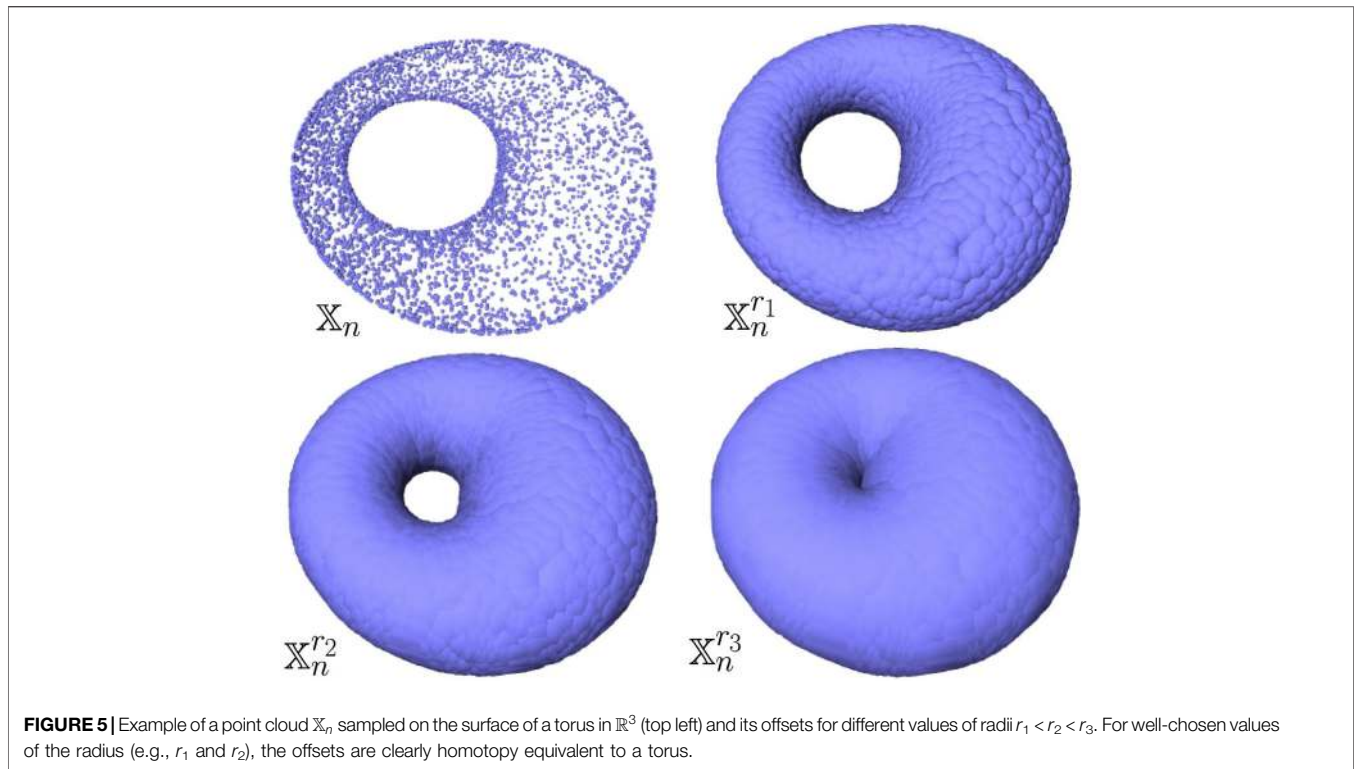 𝕏ₙ
𝕏ₙ^{r₁}
𝕏ₙ^{r₂}
𝕏ₙ^{r₃}
FIGURE 5 | Example of a point cloud 𝕏ₙ sampled on the surface of a torus in ℝ³ (top left) and its offsets for different values of radii r₁ < r₂ < r₃. For well-chosen values
of the radius (e.g., r₁ and r₂), the offsets are clearly homotopy equivalent to a torus.